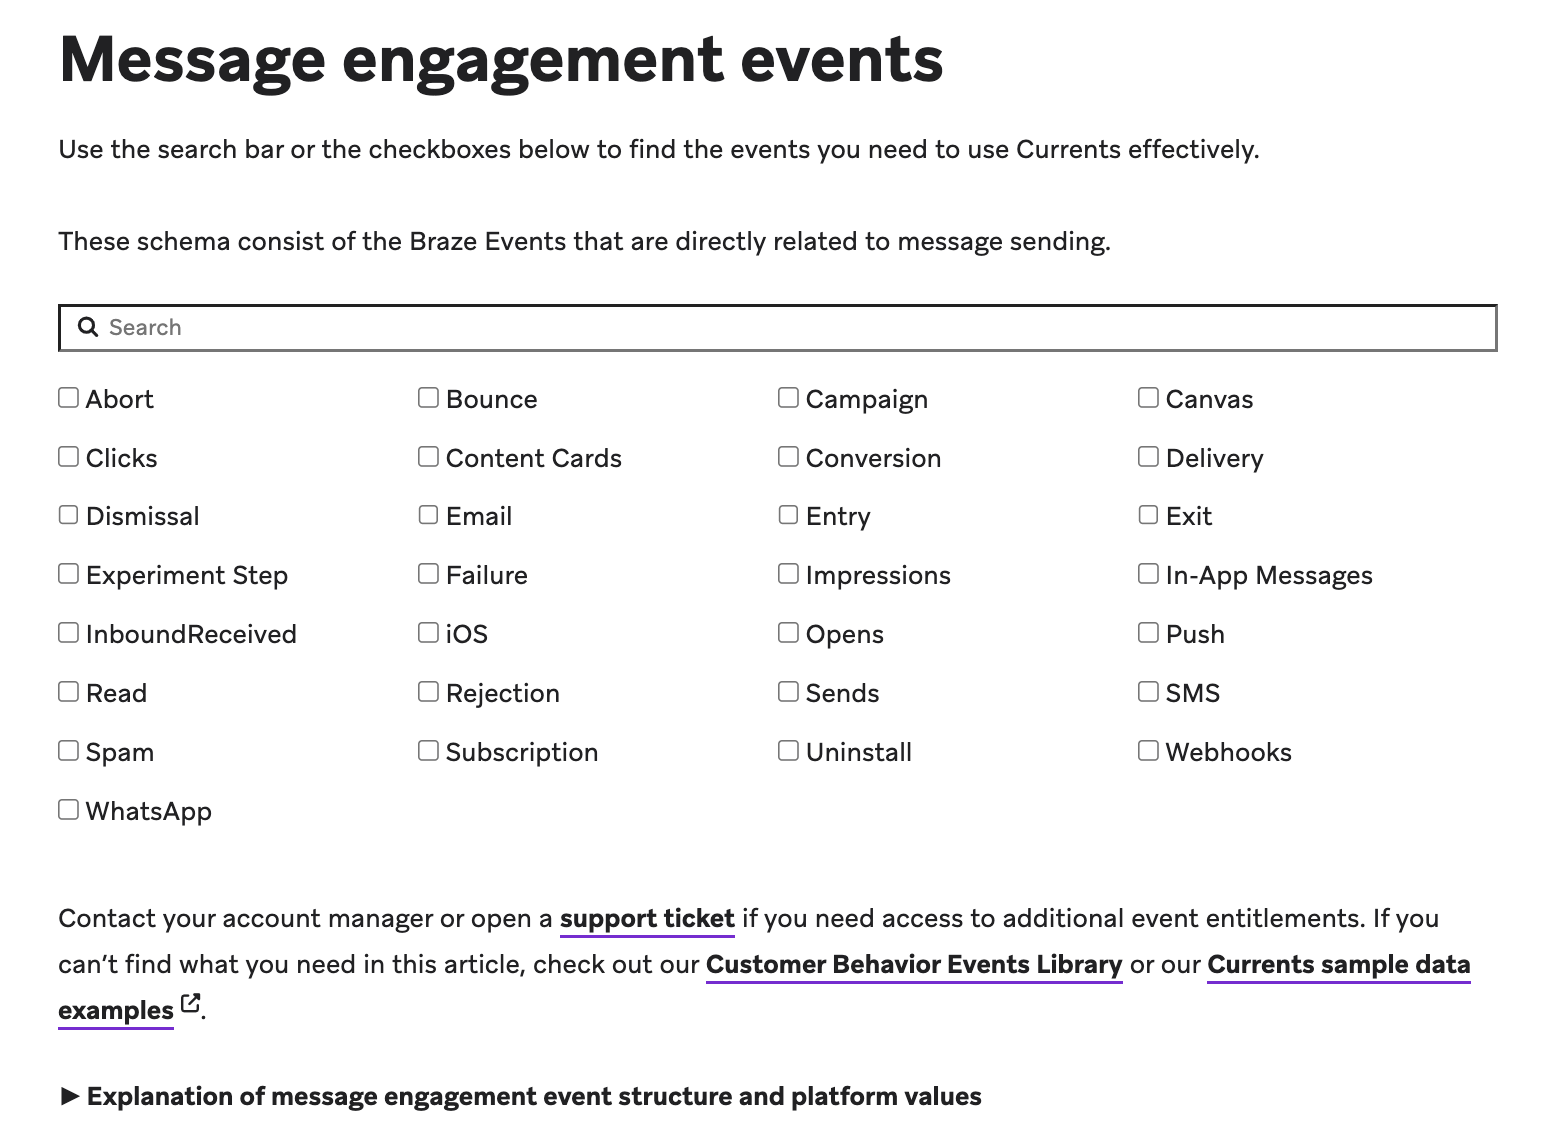 Message engagement events
Use the search bar or the checkboxes below to find the events you need to use Currents effectively.
These schema consist of the Braze Events that are directly related to message sending.
Search
Abort Bounce Campaign Canvas
Clicks Content Cards Conversion Delivery
Dismissal Email Entry Exit
Experiment Step Failure Impressions In-App Messages
InboundReceived iOS Opens Push
Read Rejection Sends SMS
Spam Subscription Uninstall Webhooks
WhatsApp
Contact your account manager or open a support ticket if you need access to additional event entitlements. If you
can’t find what you need in this article, check out our Customer Behavior Events Library or our Currents sample data
examples.
Explanation of message engagement event structure and platform values